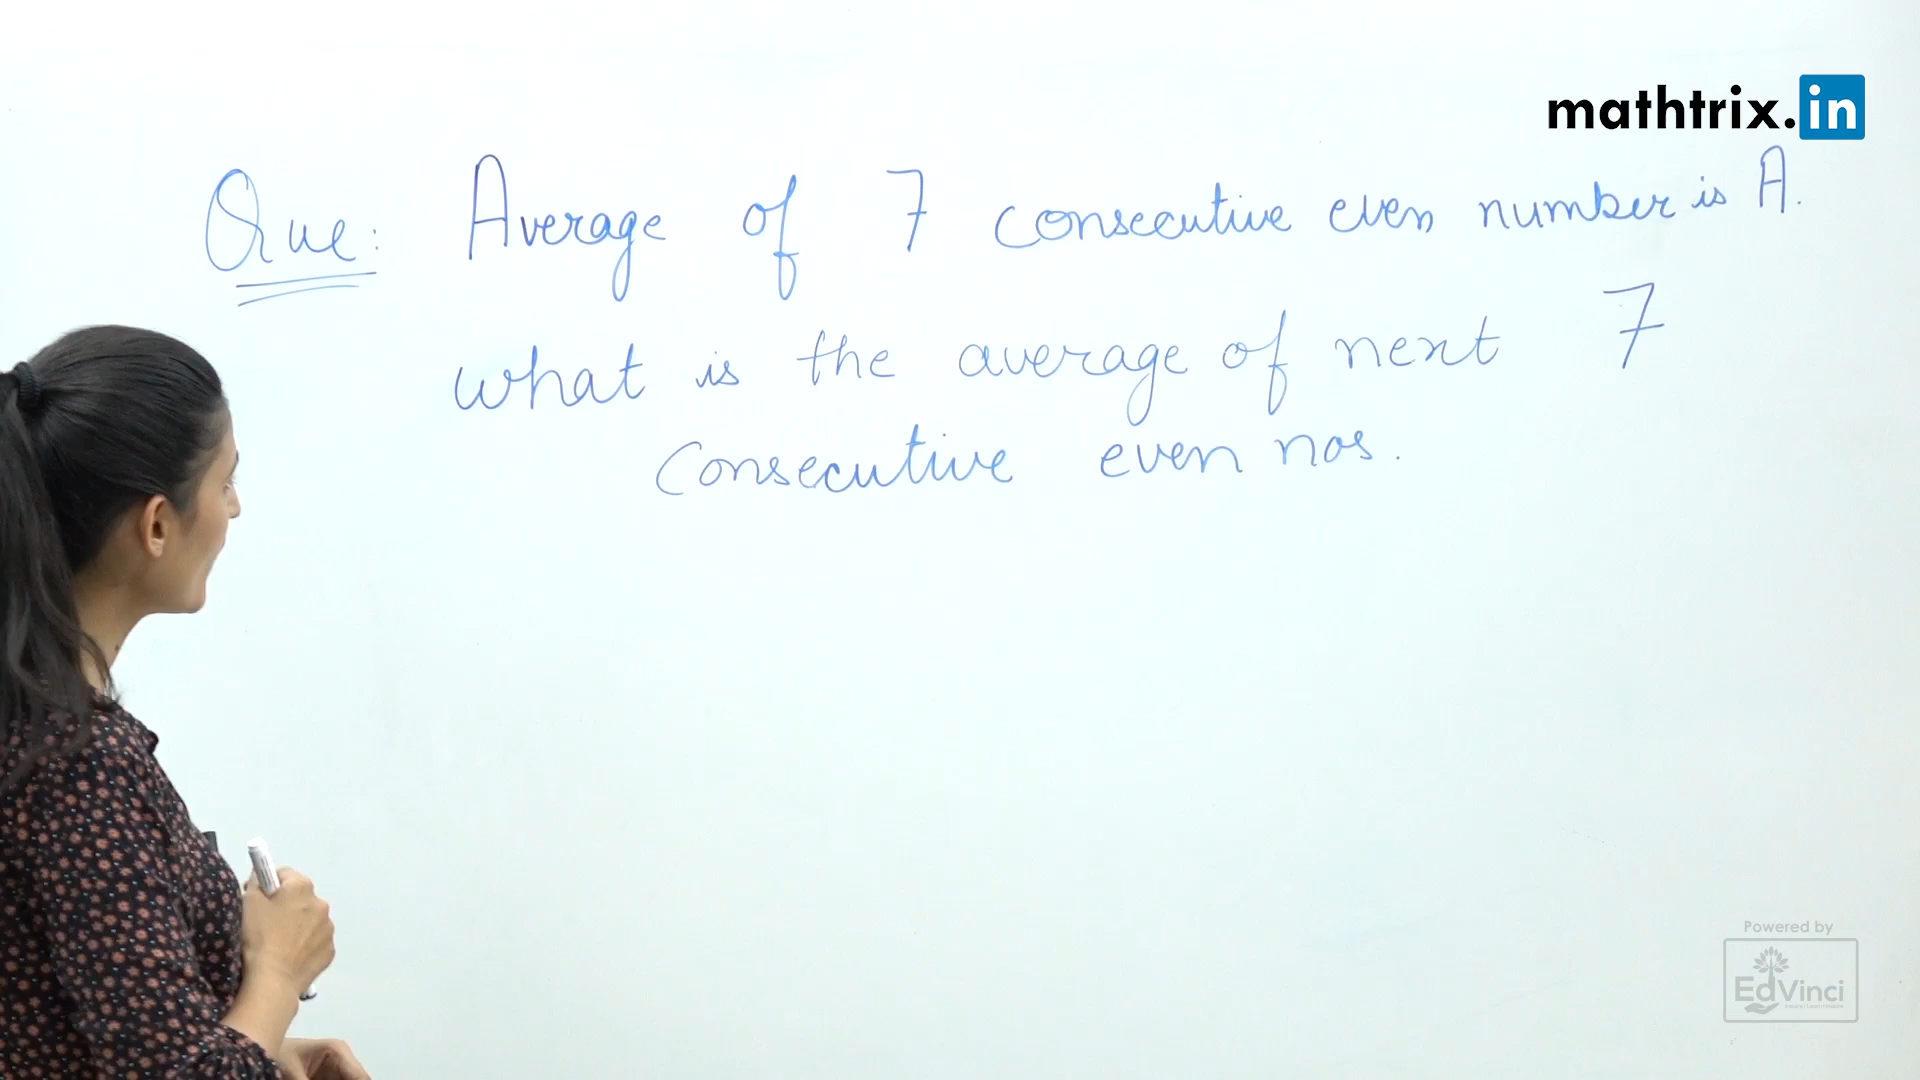 mathtrix.in
Que: Average of 7 consecutive even number is A.
what is the average of next 7
consecutive even nos.
Powered by
EdVinci